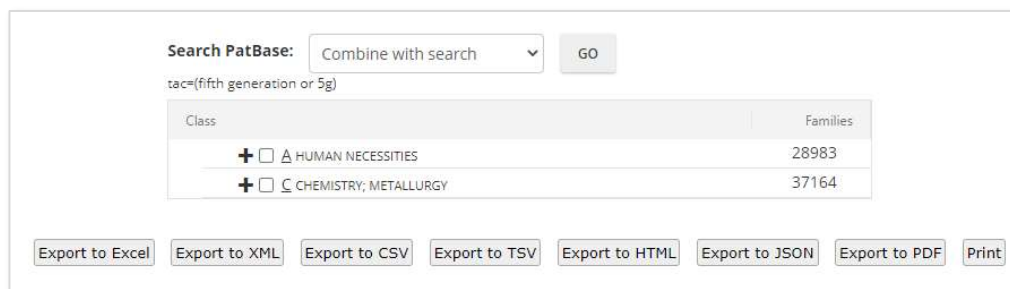 Search PatBase: Combine with search GO
tac=(fifth generation or 5g)
Class Families
A HUMAN NECESSITIES 28983
C CHEMISTRY; METALLURGY 37164
Export to Excel Export to XML Export to CSV Export to TSV Export to HTML Export to JSON Export to PDF Print